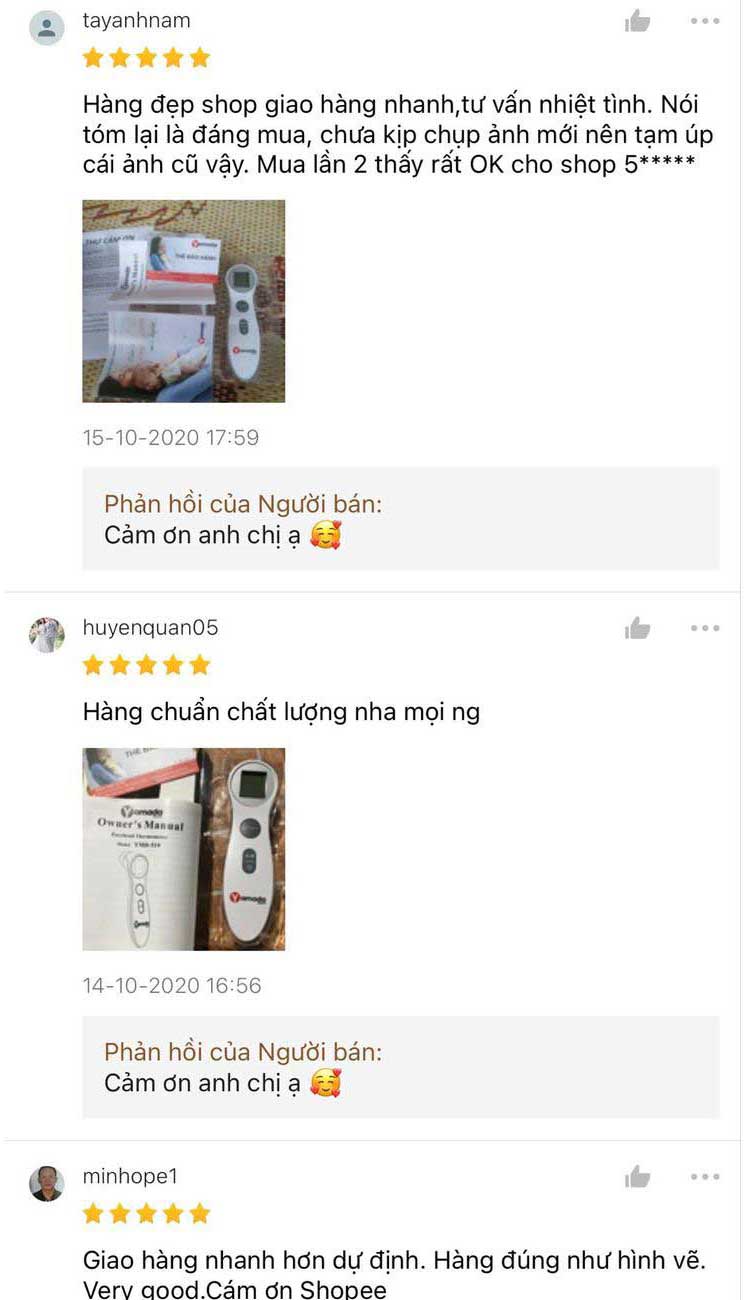 tayanhnam
Hàng đẹp shop giao hàng nhanh,tư vấn nhiệt tình. Nói
tóm lại là đáng mua, chưa kịp chụp ảnh mới nên tạm úp
cái ảnh cũ vậy. Mua lần 2 thấy rất OK cho shop 5*****
THƯ CẢM ƠN
Yamada
THẺ BẢO HÀNH
Owner's Manual
Yamada
15-10-2020 17:59
Phản hồi của Người bán:
Cảm ơn anh chị ạ 🥰
huyenquan05
Hàng chuẩn chất lượng nha mọi ng
Yamada
Owner's Manual
Yamada
14-10-2020 16:56
Phản hồi của Người bán:
Cảm ơn anh chị ạ 🥰
minhope1
Giao hàng nhanh hơn dự định. Hàng đúng như hình vẽ.
Very good.Cám ơn Shopee